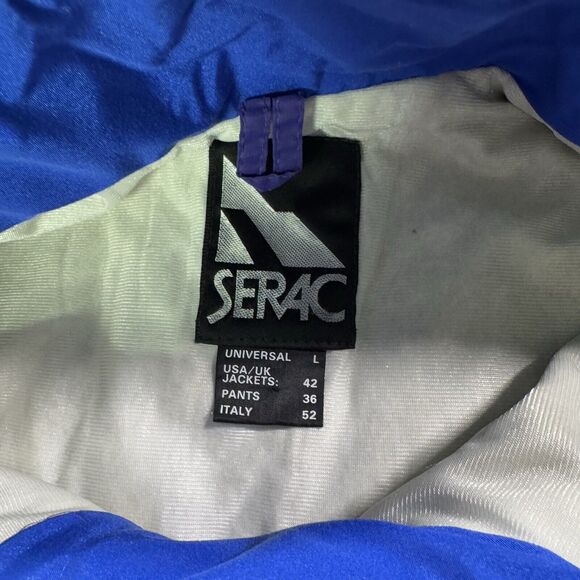 SERAC
UNIVERSAL L
USA/UK
JACKETS: 42
PANTS 36
ITALY 52